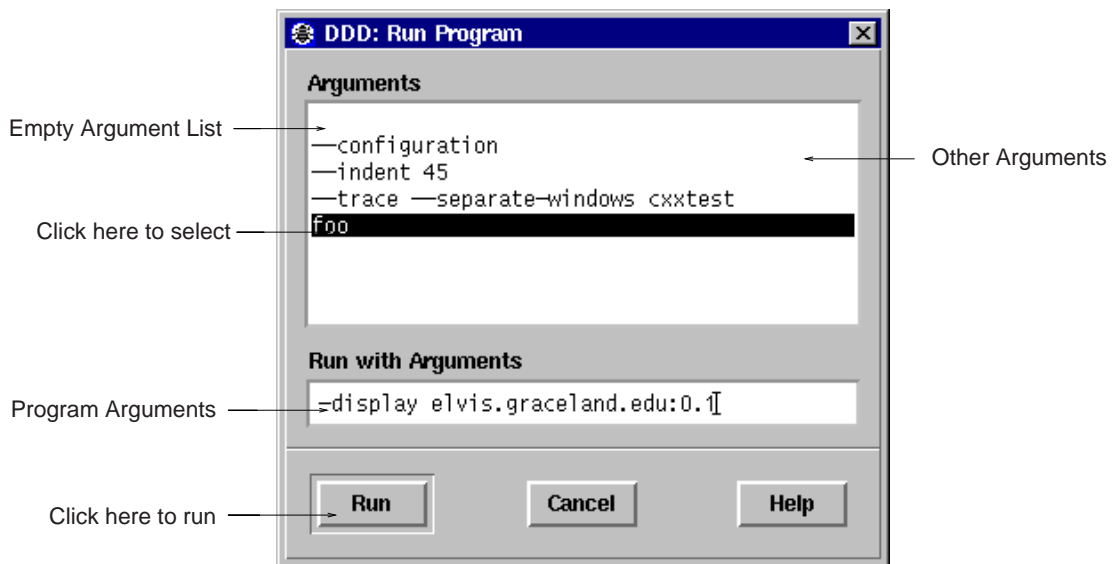 DDD: Run Program
Arguments
Empty Argument List
--configuration
--indent 45
Other Arguments
--trace --separate-windows cxxtest
Click here to select
foo
Run with Arguments
Program Arguments
-display elvis.graceland.edu:0.1
Run
Cancel
Help
Click here to run